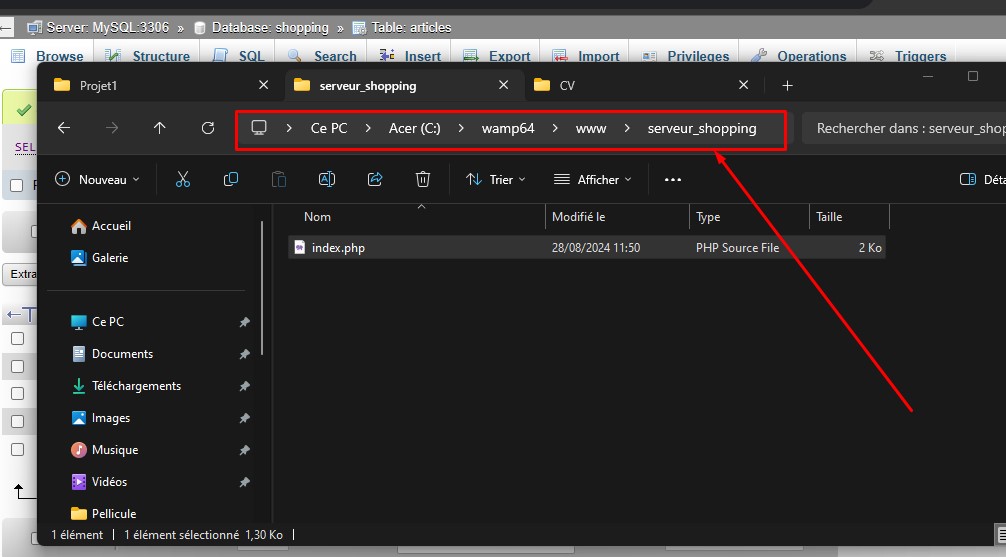 Server: MySQL:3306 » Database: shopping » Table: articles
Browse Structure SQL Search Insert Export Import Privileges Operations Triggers
Projet1 serveur_shopping CV
Ce PC Acer (C:) wamp64 www serveur_shopping
Rechercher dans : serveur_shop
Nouveau Trier Afficher Déta
SEL
Nom Modifié le Type Taille
index.php 28/08/2024 11:50 PHP Source File 2 Ko
Accueil
Galerie
Extra
Ce PC
Documents
Téléchargements
Images
Musique
Vidéos
Pellicule
1 élément 1 élément sélectionné 1,30 Ko